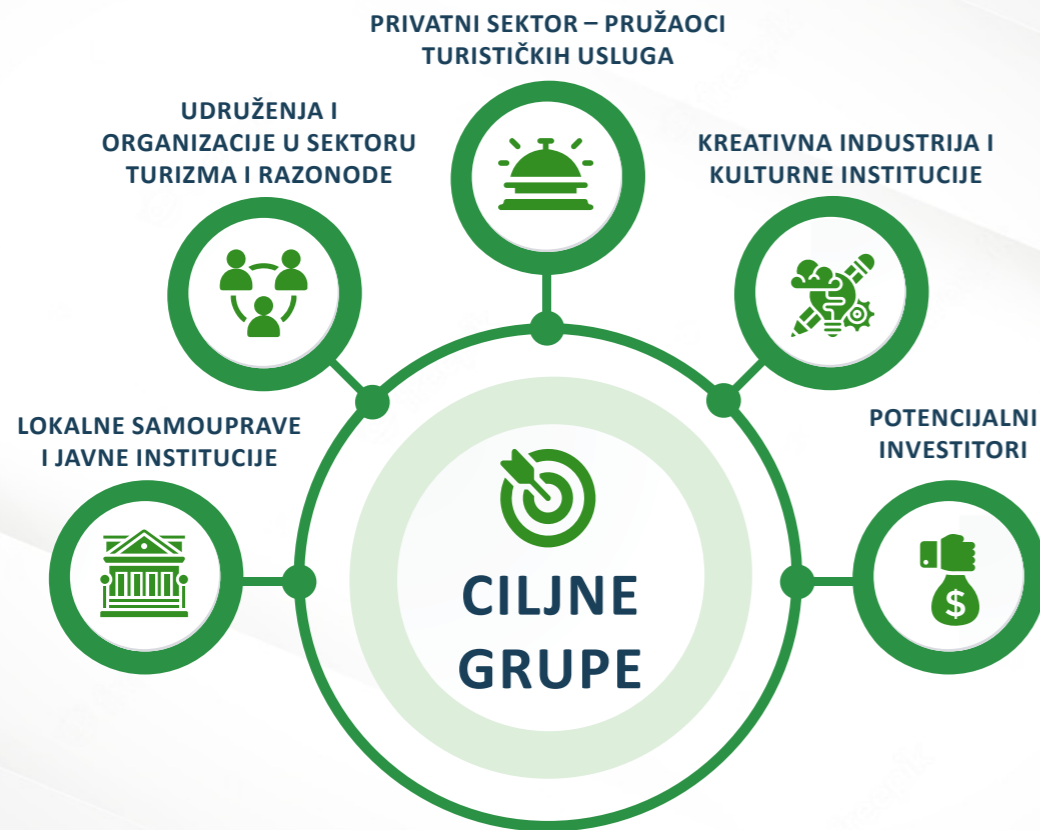 PRIVATNI SEKTOR – PRUŽAOCI
TURISTIČKIH USLUGA
UDRUŽENJA I
ORGANIZACIJE U SEKTORU
TURIZMA I RAZONODE
KREATIVNA INDUSTRIJA I
KULTURNE INSTITUCIJE
LOKALNE SAMOUPRAVE
I JAVNE INSTITUCIJE
POTENCIJALNI
INVESTITORI
$
CILJNE
GRUPE